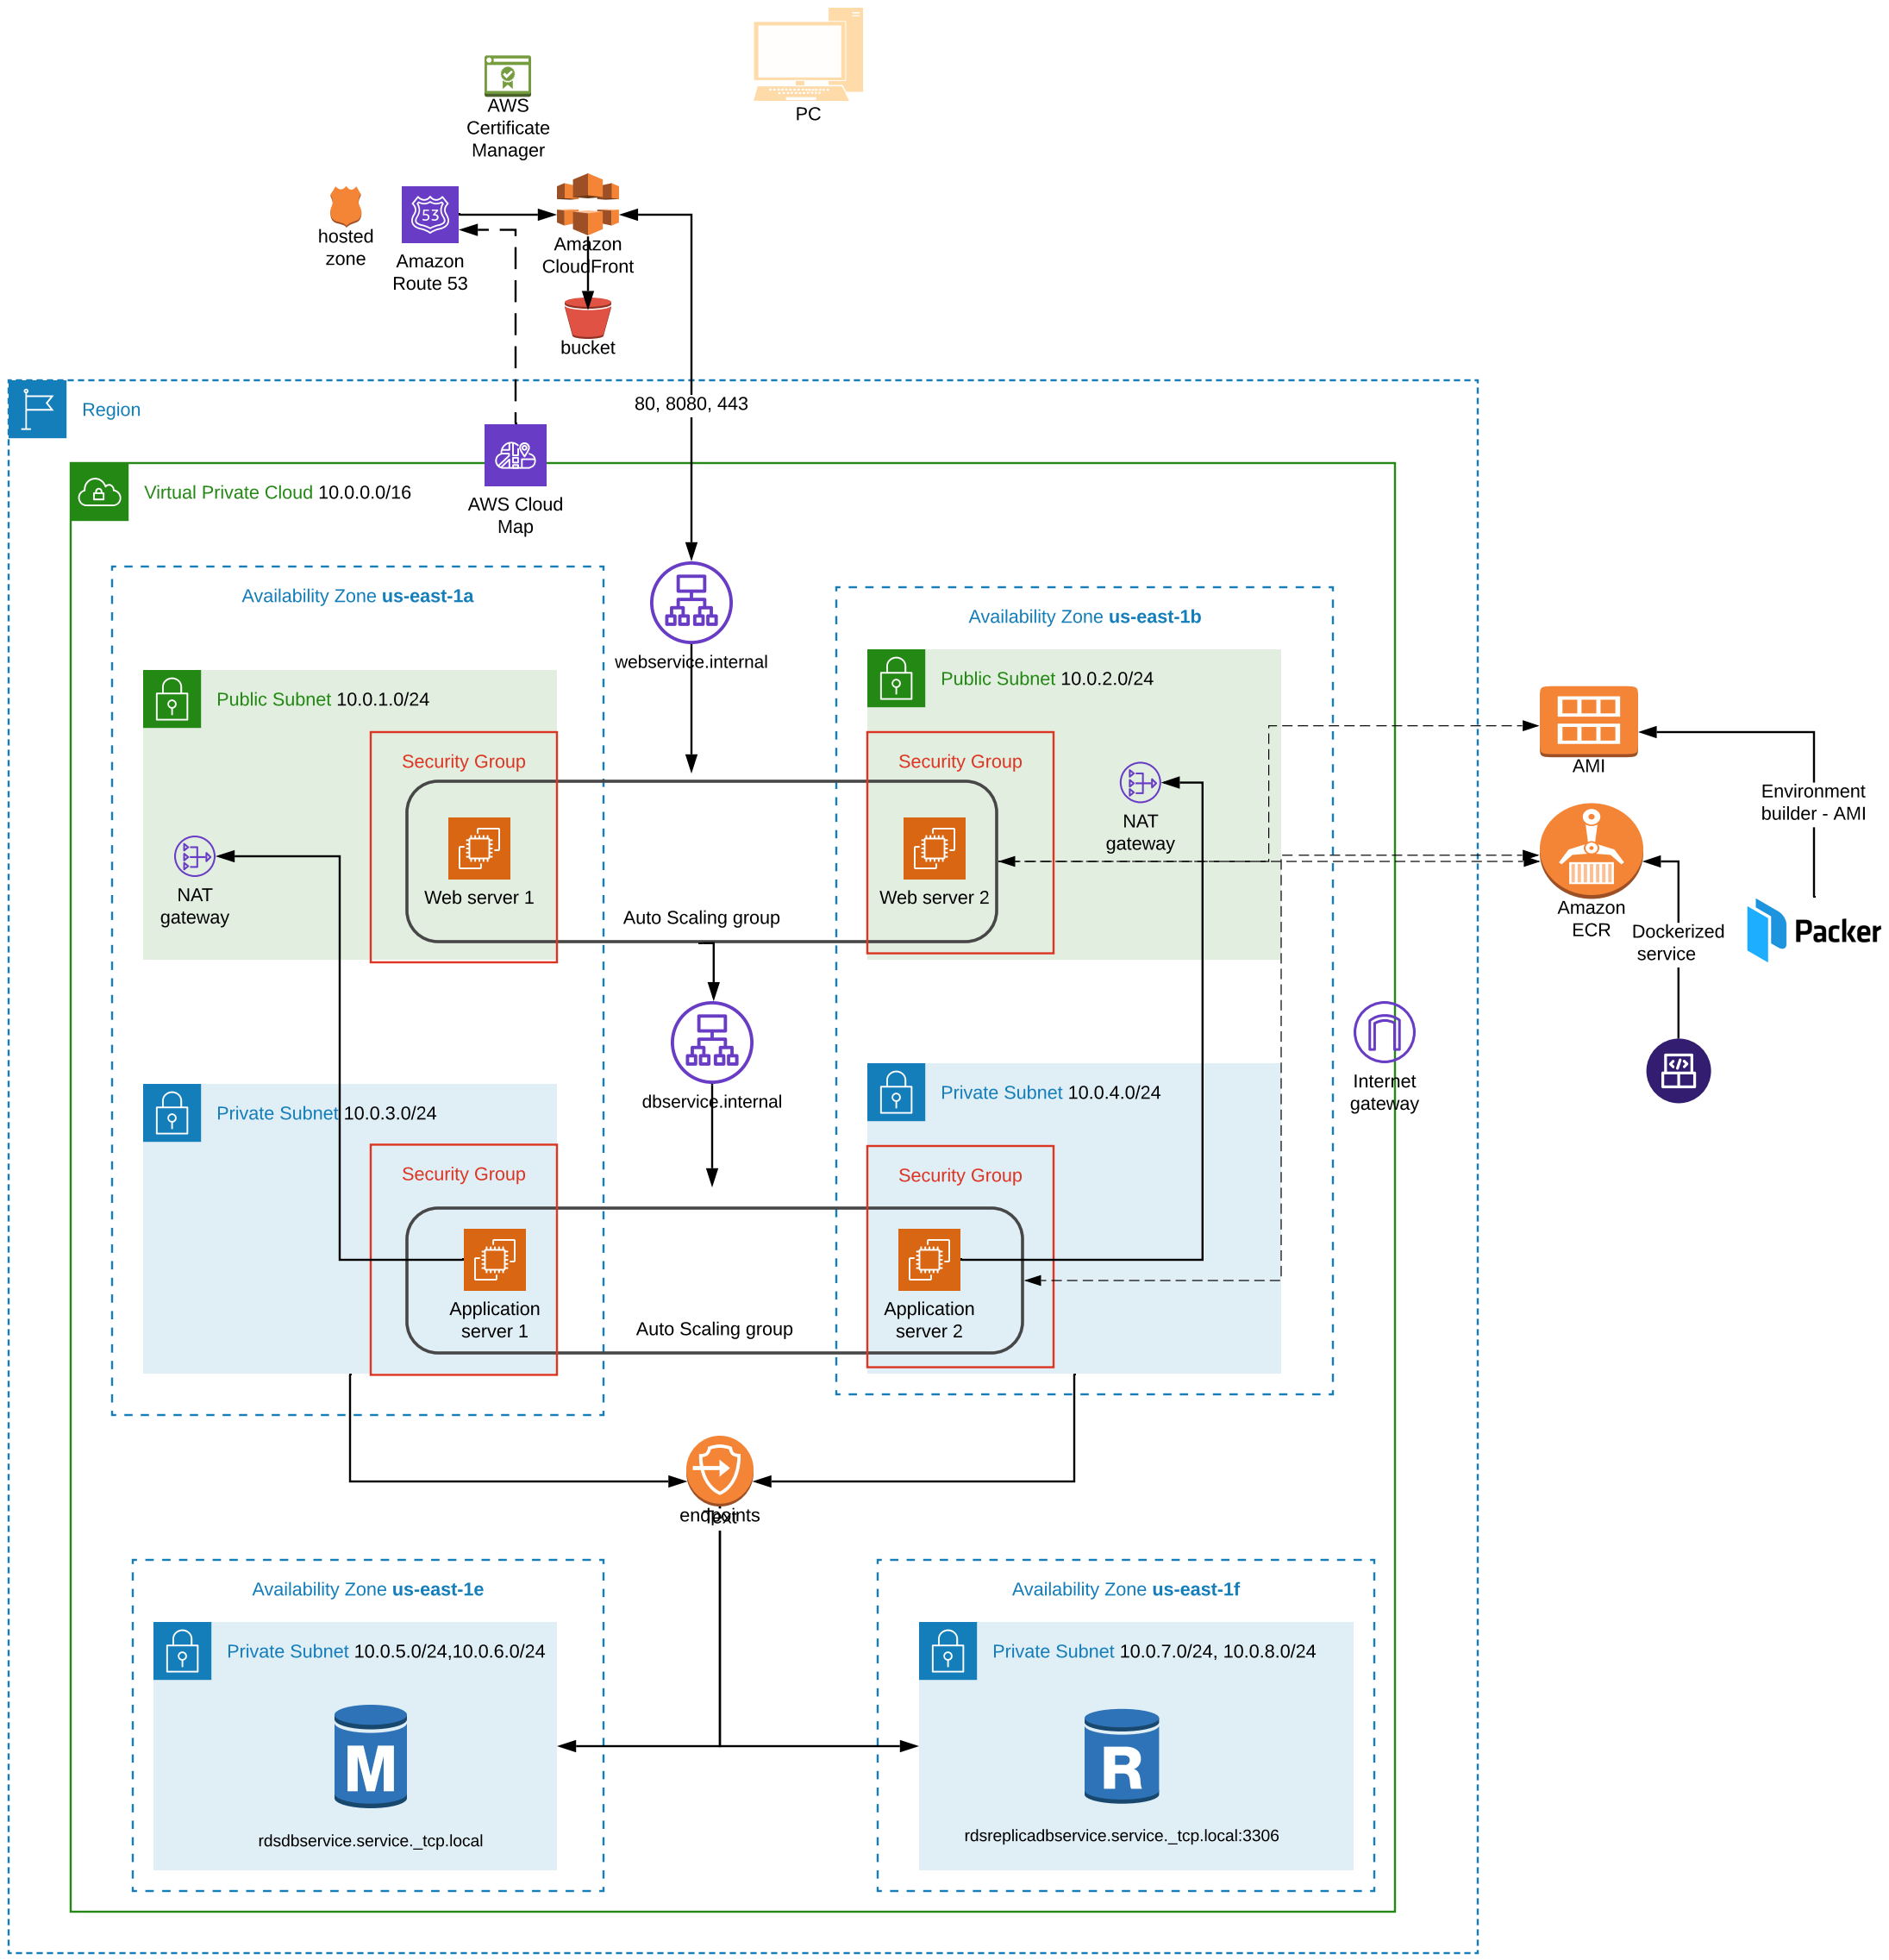 PC
AWS
Certificate
Manager
hosted
zone
53
Amazon
Route 53
Amazon
CloudFront
bucket
Region
80, 8080, 443
Virtual Private Cloud 10.0.0.0/16
AWS Cloud
Map
Availability Zone us-east-1a
Availability Zone us-east-1b
webservice.internal
Public Subnet 10.0.1.0/24
Public Subnet 10.0.2.0/24
Security Group
Security Group
NAT
gateway
NAT
gateway
Web server 1
Web server 2
Auto Scaling group
AMI
Environment
builder - AMI
Amazon
ECR
Dockerized
service
Packer
dbservice.internal
Internet
gateway
Private Subnet 10.0.3.0/24
Private Subnet 10.0.4.0/24
Security Group
Security Group
Application
server 1
Application
server 2
Auto Scaling group
endpoints
Text
Availability Zone us-east-1e
Availability Zone us-east-1f
Private Subnet 10.0.5.0/24,10.0.6.0/24
Private Subnet 10.0.7.0/24, 10.0.8.0/24
M
R
rdsdbservice.service._tcp.local
rdsreplicadbservice.service._tcp.local:3306